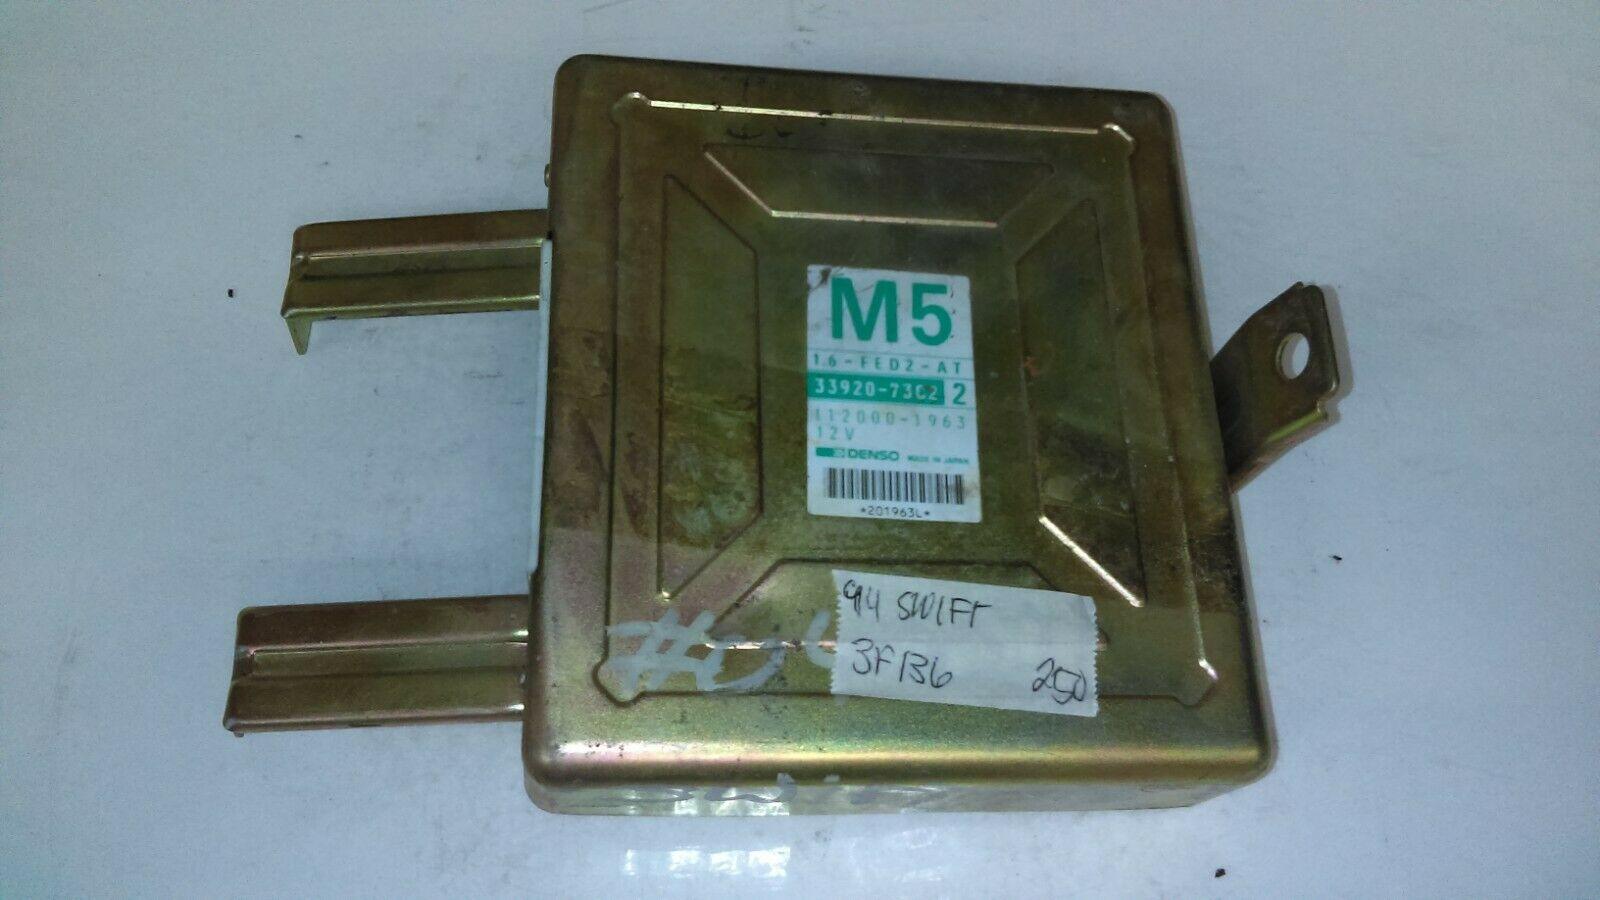 M5
1.6-FED2-AT
33920-73C2 2
112000-1963
12V
DENSO MADE IN JAPAN
*201963L*
94 SWIFT
3F136 250